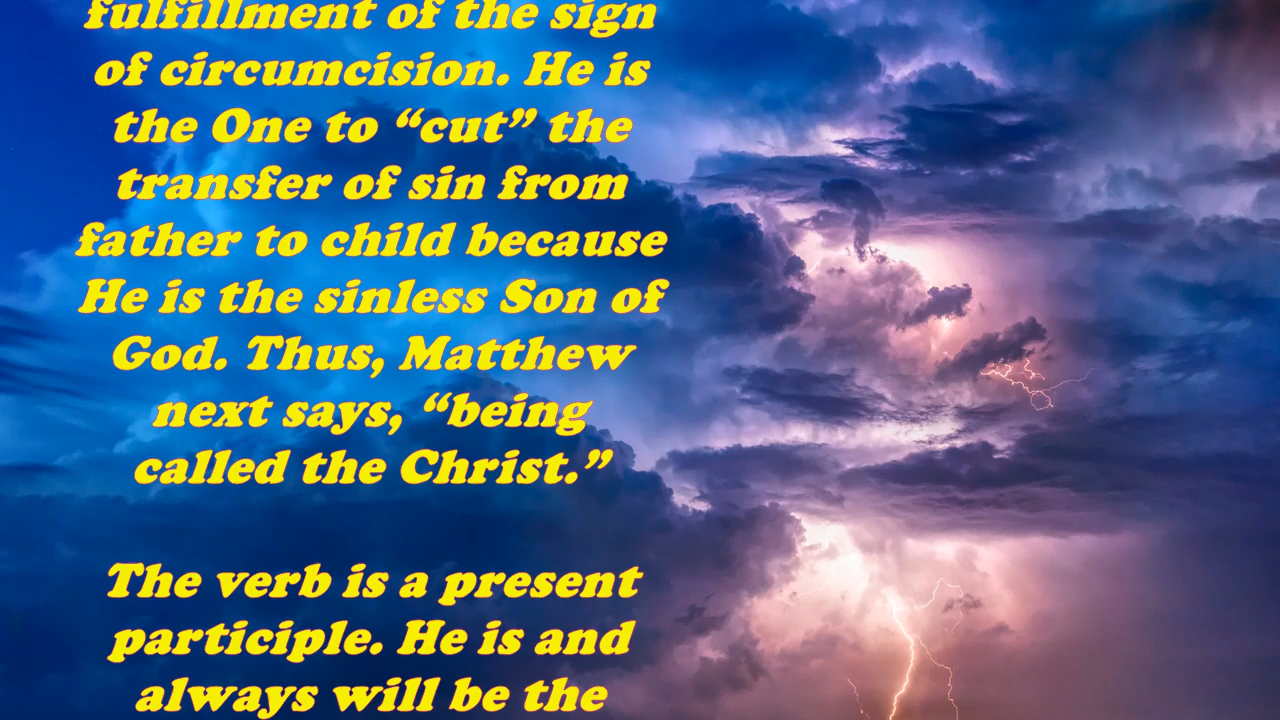 fulfillment of the sign
of circumcision. He is
the One to “cut” the
transfer of sin from
father to child because
He is the sinless Son of
God. Thus, Matthew
next says, “being
called the Christ.”
The verb is a present
participle. He is and
always will be the